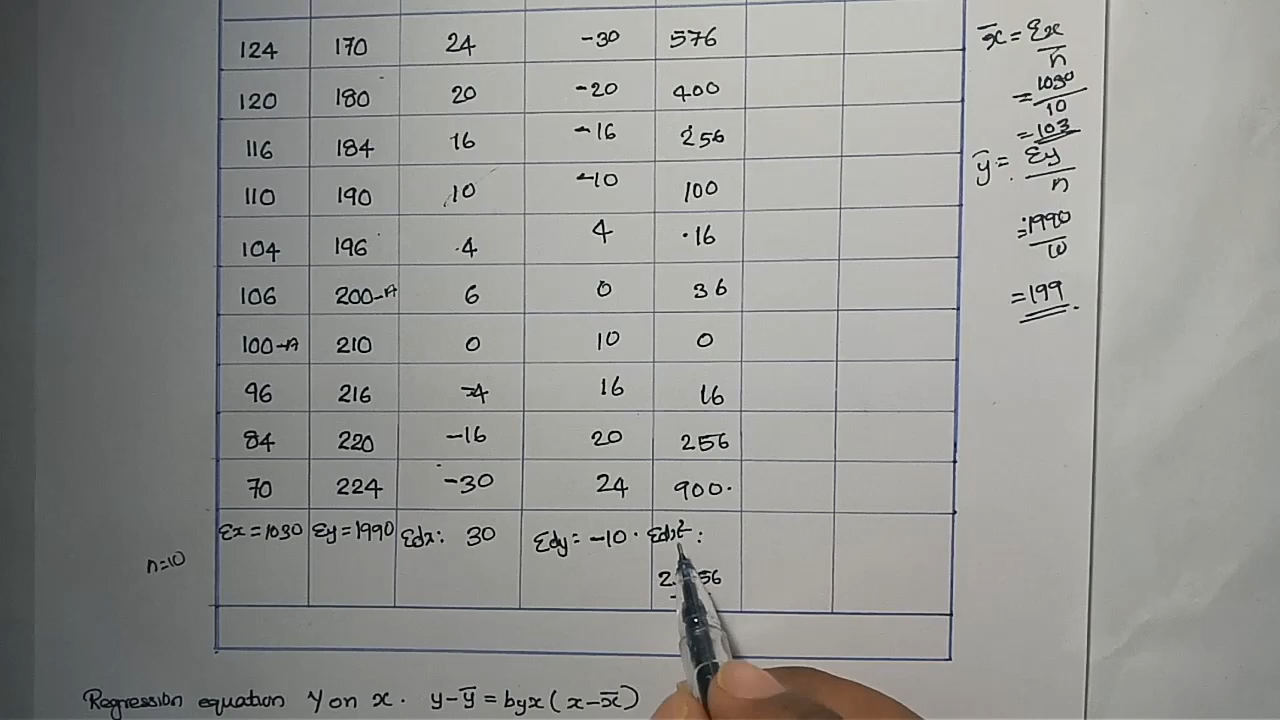 124 170 24 -30 576
120 180 20 -20 400
116 184 16 -16 256
110 190 10 -10 100
104 196 4 4 16
106 200-A 6 0 36
100-A 210 0 10 0
96 216 -4 16 16
84 220 -16 20 256
70 224 -30 24 900.
Σx=1030 Σy=1990 Σdx: 30 Σdy=-10. Σdx²:
n=10
Regression equation Y on x. y-ȳ=byx(x-x̄)
x̄=Σx/n
=1030/10
=103
ȳ=Σy/n
=1990/10
=199.